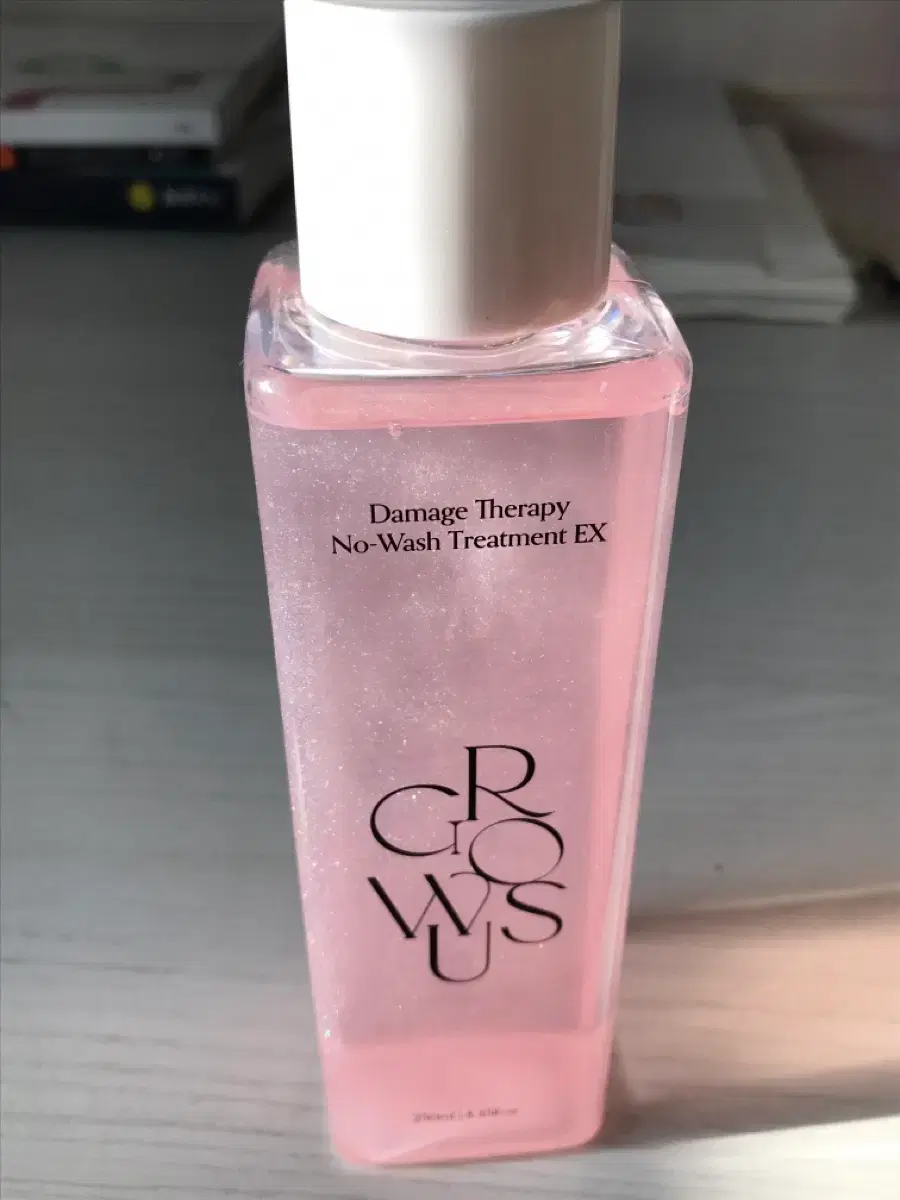 Damage Therapy
No-Wash Treatment EX
GROWUS